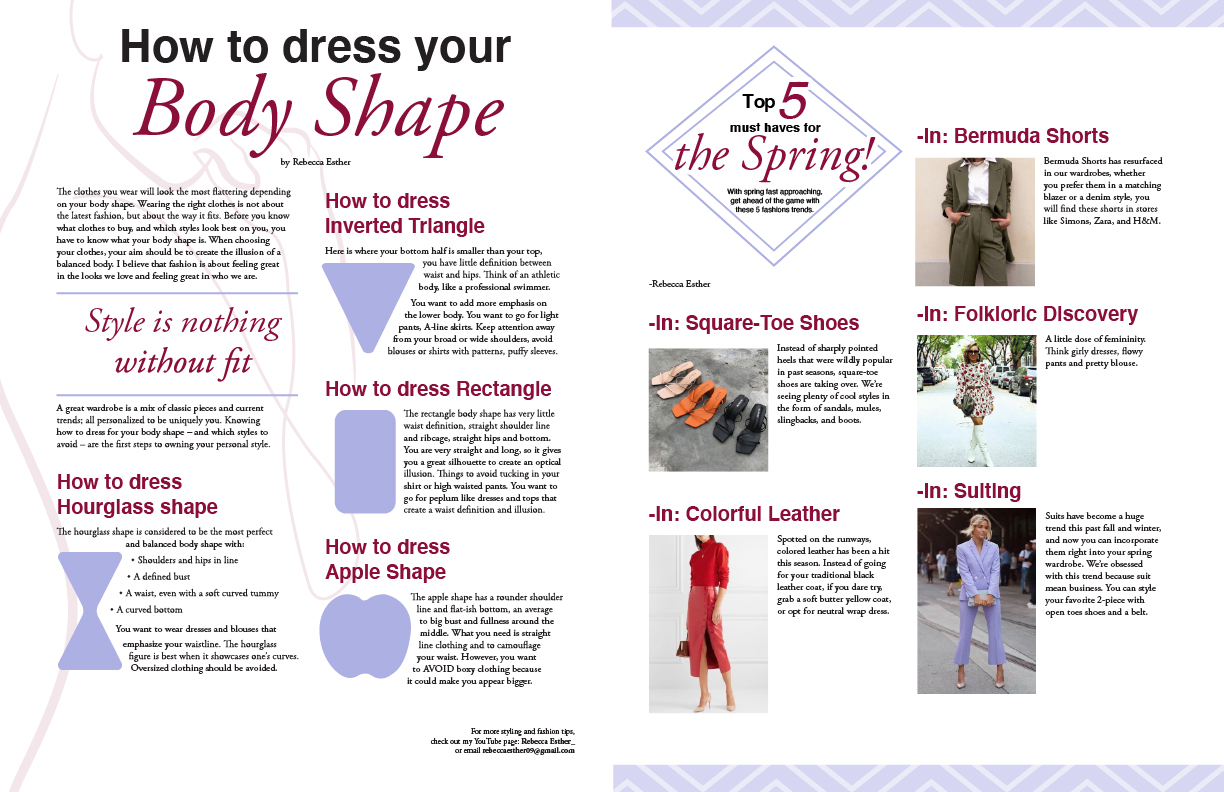 How to dress your
Body Shape
by Rebecca Esther
The clothes you wear will look the most flattering depending
on your body shape. Wearing the right clothes is not about
the latest fashion, but about the way it fits. Before you know
what clothes to buy, and which styles look best on you, you
have to know what your body shape is. When choosing
your clothes, your aim should be to create the illusion of a
balanced body. I believe that fashion is about feeling great
in the looks we love and feeling great in who we are.
Style is nothing
without fit
A great wardrobe is a mix of classic pieces and current
trends; all personalized to be uniquely you. Knowing
how to dress for your body shape – and which styles to
avoid – are the first steps to owning your personal style.
How to dress
Hourglass shape
The hourglass shape is considered to be the most perfect
and balanced body shape with:
• Shoulders and hips in line
• A defined bust
• A waist, even with a soft curved tummy
• A curved bottom
You want to wear dresses and blouses that
emphasize your waistline. The hourglass
figure is best when it showcases one's curves.
Oversized clothing should be avoided.
How to dress
Inverted Triangle
Here is where your bottom half is smaller than your top,
you have little definition between
waist and hips. Think of an athletic
body, like a professional swimmer.
You want to add more emphasis on
the lower body. You want to go for light
pants, A-line skirts. Keep attention away
from your broad or wide shoulders, avoid
blouses or shirts with patterns, puffy sleeves.
How to dress Rectangle
The rectangle body shape has very little
waist definition, straight shoulder line
and ribcage, straight hips and bottom.
You are very straight and long, so it gives
you a great silhouette to create an optical
illusion. Things to avoid tucking in your
shirt or high waisted pants. You want to
go for peplum like dresses and tops that
create a waist definition and illusion.
How to dress
Apple Shape
The apple shape has a rounder shoulder
line and flat-ish bottom, an average
to big bust and fullness around the
middle. What you need is straight
line clothing and to camouflage
your waist. However, you want
to AVOID boxy clothing because
it could make you appear bigger.
For more styling and fashion tips,
check out my YouTube page: Rebecca Esther_
or email rebeccaesther09@gmail.com
Top 5
must haves for
the Spring!
With spring fast approaching,
get ahead of the game with
these 5 fashions trends.
-Rebecca Esther
-In: Square-Toe Shoes
Instead of sharply pointed
heels that were wildly popular
in past seasons, square-toe
shoes are taking over. We're
seeing plenty of cool styles in
the form of sandals, mules,
slingbacks, and boots.
-In: Colorful Leather
Spotted on the runways,
colored leather has been a hit
this season. Instead of going
for your traditional black
leather coat, if you dare try,
grab a soft butter yellow coat,
or opt for neutral wrap dress.
-In: Bermuda Shorts
Bermuda Shorts has resurfaced
in our wardrobes, whether
you prefer them in a matching
blazer or a denim style, you
will find these shorts in stores
like Simons, Zara, and H&M.
-In: Folkloric Discovery
A little dose of femininity.
Think girly dresses, flowy
pants and pretty blouse.
-In: Suiting
Suits have become a huge
trend this past fall and winter,
and now you can incorporate
them right into your spring
wardrobe. We're obsessed
with this trend because suit
mean business. You can style
your favorite 2-piece with
open toes shoes and a belt.